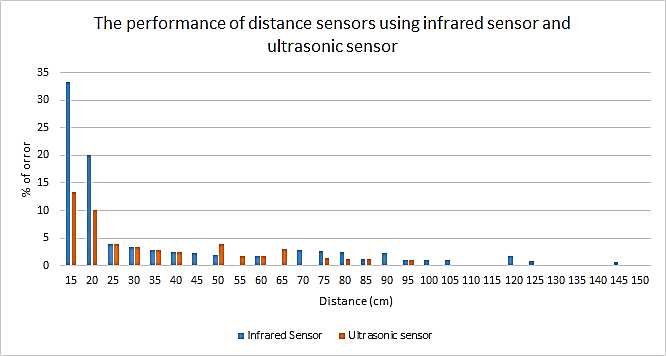 The performance of distance sensors using infrared sensor and
ultrasonic sensor
35
30
25
20
15
10
5
0
% of orror
15 20 25 30 35 40 45 50 55 60 65 70 75 80 85 90 95 100 105 110 115 120 125 130 135 140 145 150
Distance (cm)
Infrared Sensor Ultrasonic sensor